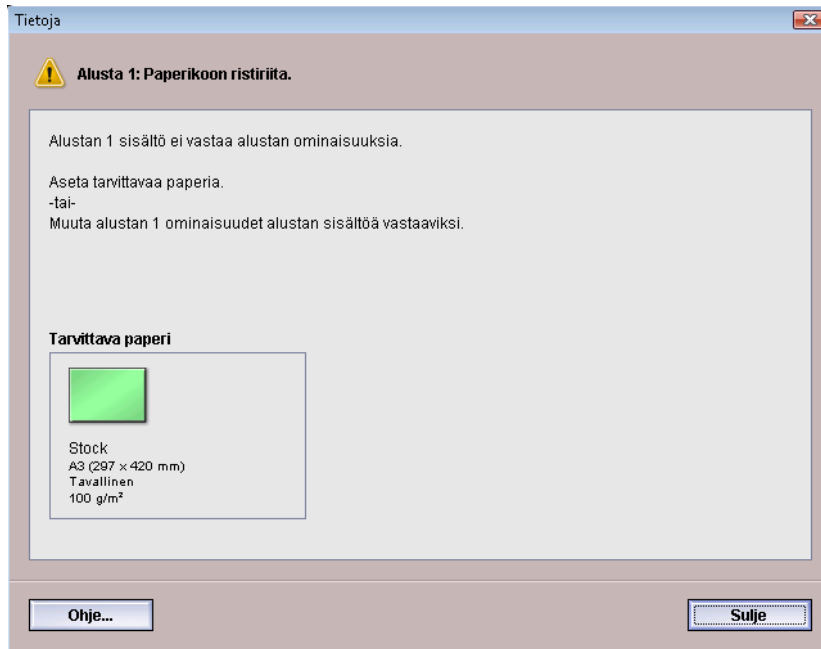 Tietoja
Alusta 1: Paperikoon ristiriita.
Alustan 1 sisältö ei vastaa alustan ominaisuuksia.
Aseta tarvittavaa paperia.
-tai-
Muuta alustan 1 ominaisuudet alustan sisältöä vastaaviksi.
Tarvittava paperi
Stock
A3 (297 × 420 mm)
Tavallinen
100 g/m²
Ohje...
Sulje